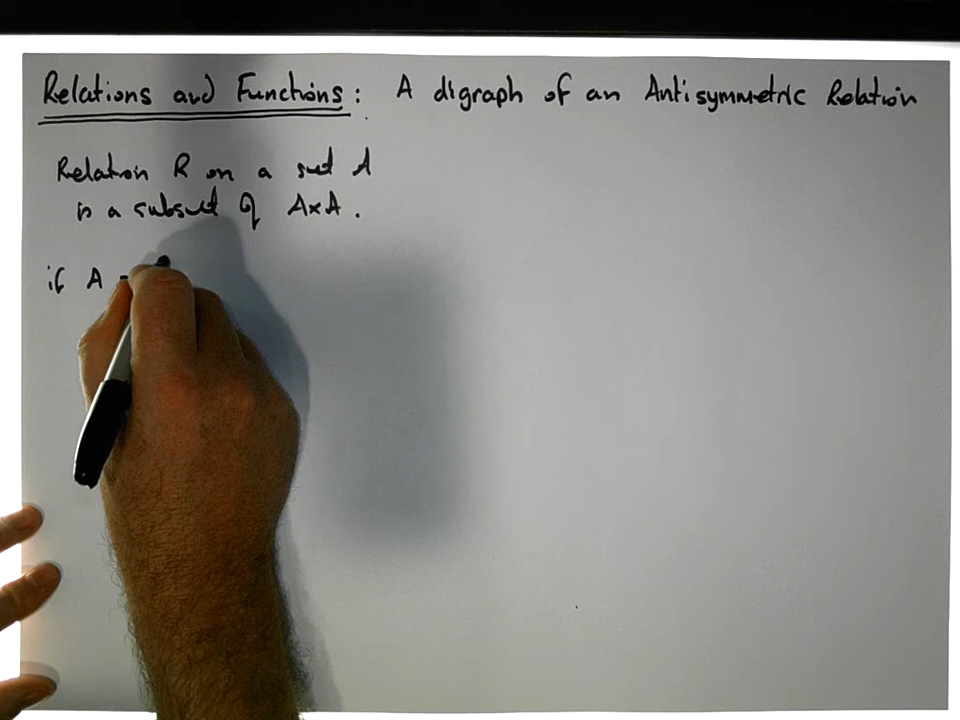 Relations and Functions: A digraph of an Antisymmetric Relation
Relation R on a set A
is a subset of A×A.
if A =